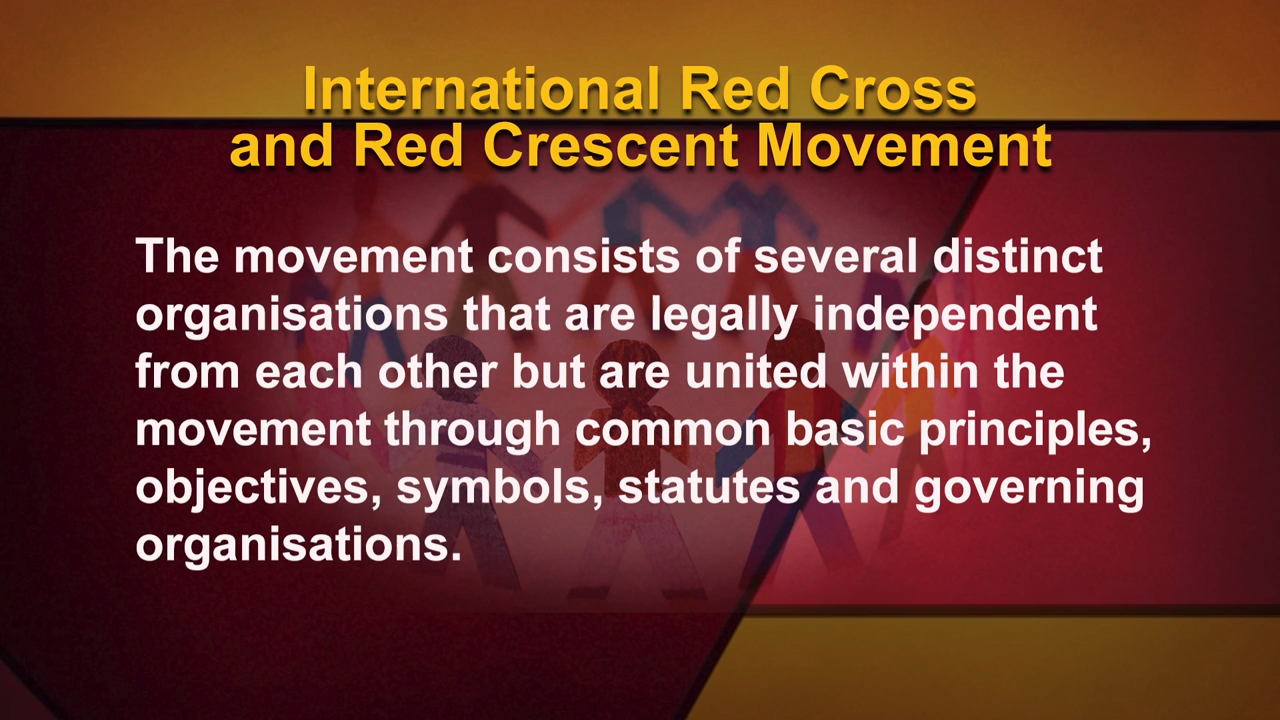 International Red Cross
and Red Crescent Movement
The movement consists of several distinct
organisations that are legally independent
from each other but are united within the
movement through common basic principles,
objectives, symbols, statutes and governing
organisations.